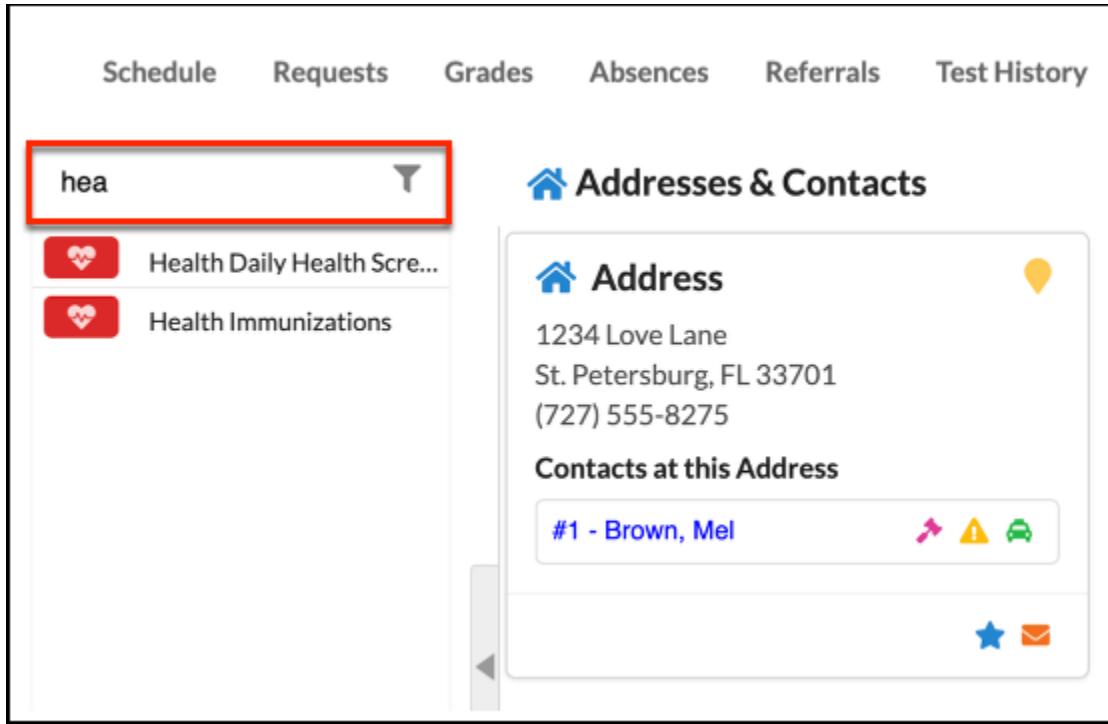 Schedule Requests Grades Absences Referrals Test History
hea
Health Daily Health Scre...
Health Immunizations
Addresses & Contacts
Address
1234 Love Lane
St. Petersburg, FL 33701
(727) 555-8275
Contacts at this Address
#1 - Brown, Mel